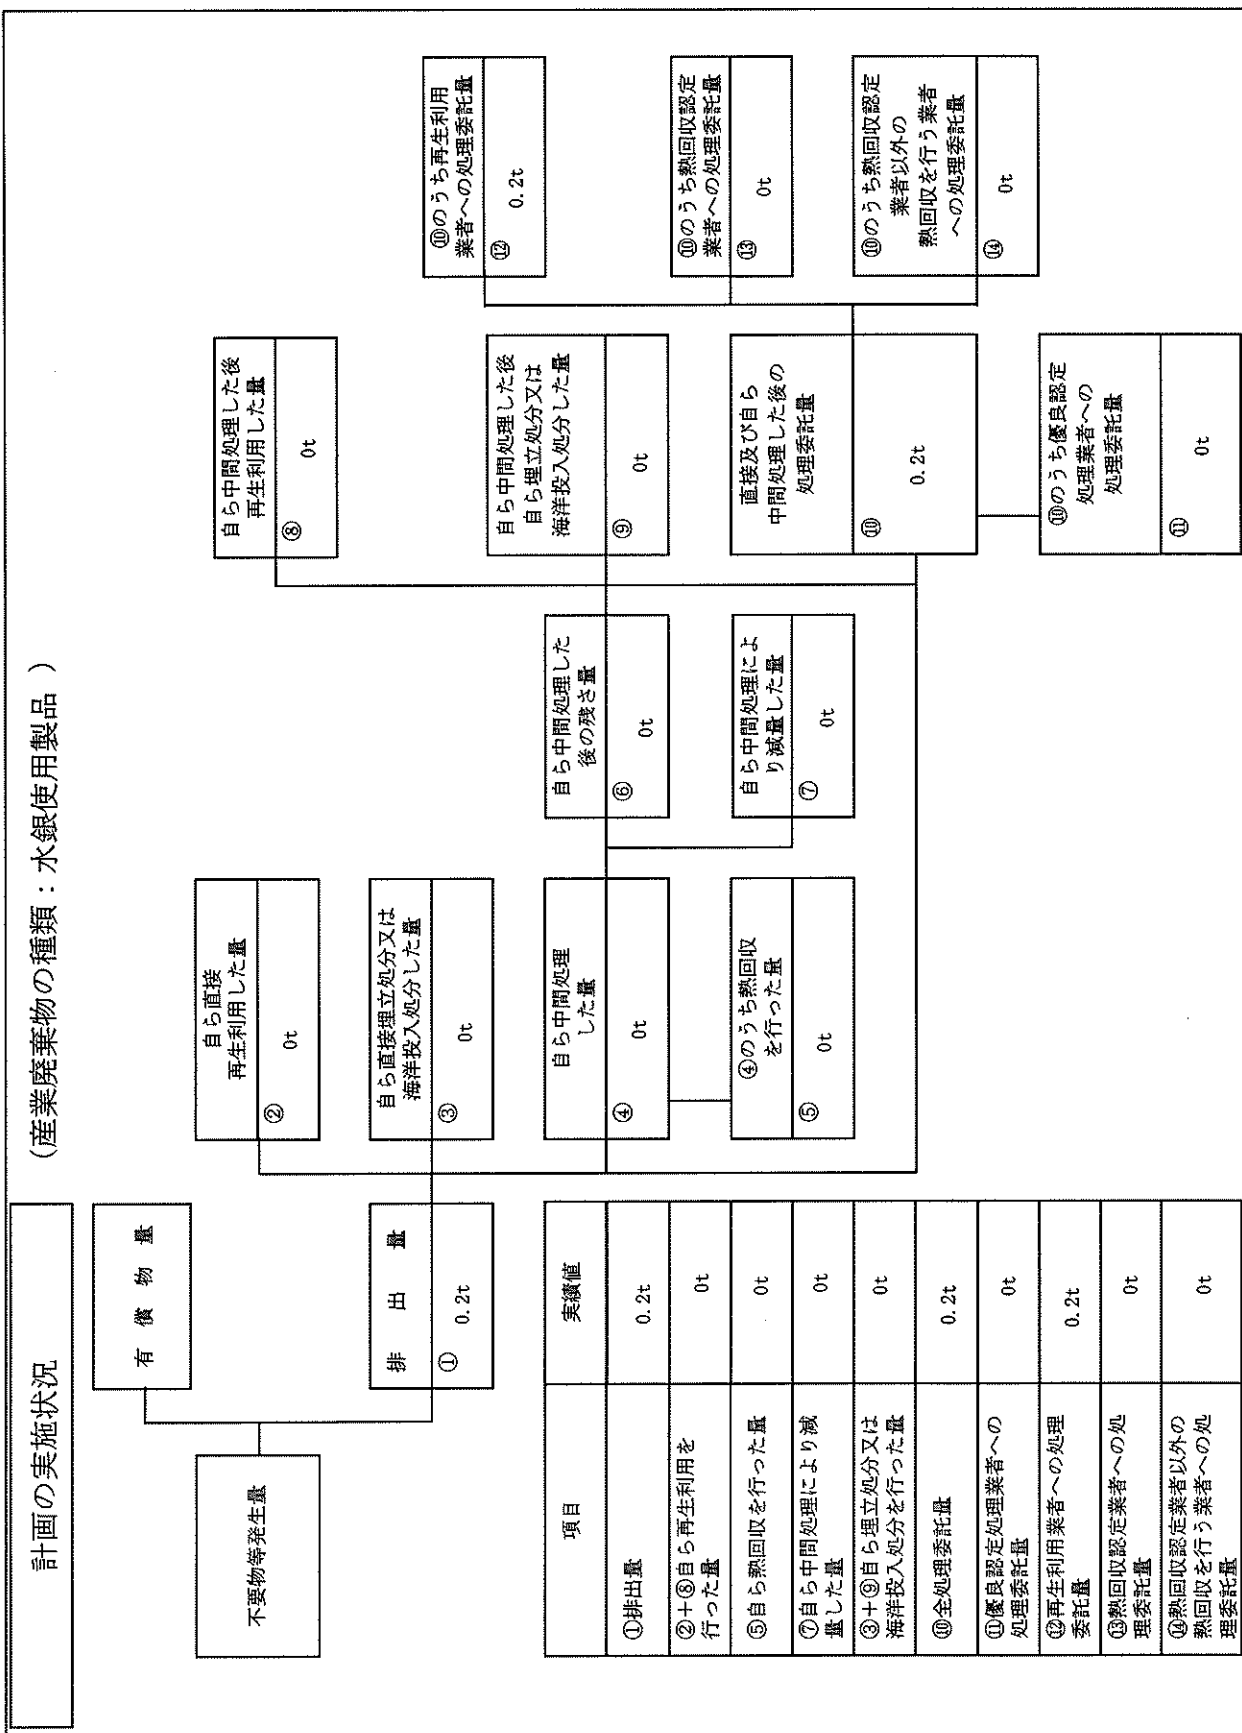 計画の実施状況
(産業廃棄物の種類：水銀使用製品 )
不要物等発生量
有 償 物 量
排 出 量
① 0.2t
自ら直接
再生利用した量
② 0t
自ら直接埋立処分又は
海洋投入処分した量
③ 0t
自ら中間処理
した量
④ 0t
④のうち熱回収
を行った量
⑤ 0t
自ら中間処理した
後の残さ量
⑥ 0t
自ら中間処理によ
り減量した量
⑦ 0t
自ら中間処理した後
再生利用した量
⑧ 0t
自ら中間処理した後
自ら埋立処分又は
海洋投入処分した量
⑨ 0t
直接及び自ら
中間処理した後の
処理委託量
⑩ 0.2t
⑩のうち優良認定
処理業者への
処理委託量
⑪ 0t
⑩のうち再生利用
業者への処理委託量
⑫ 0.2t
⑩のうち熱回収認定
業者への処理委託量
⑬ 0t
⑩のうち熱回収認定
業者以外の
熱回収を行う業者
への処理委託量
⑭ 0t
項目 実績値
①排出量 0.2t
②+⑧自ら再生利用を
行った量 0t
⑤自ら熱回収を行った量 0t
⑦自ら中間処理により減
量した量 0t
③+⑨自ら埋立処分又は
海洋投入処分を行った量 0t
⑩全処理委託量 0.2t
⑪優良認定処理業者への
処理委託量 0t
⑫再生利用業者への処理
委託量 0.2t
⑬熱回収認定業者への処
理委託量 0t
⑭熱回収認定業者以外の
熱回収を行う業者への処
理委託量 0t